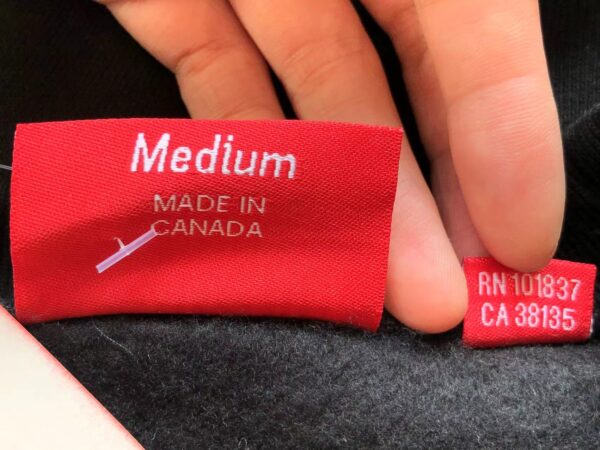 Medium
MADE IN
CANADA
RN 101837
CA 38135